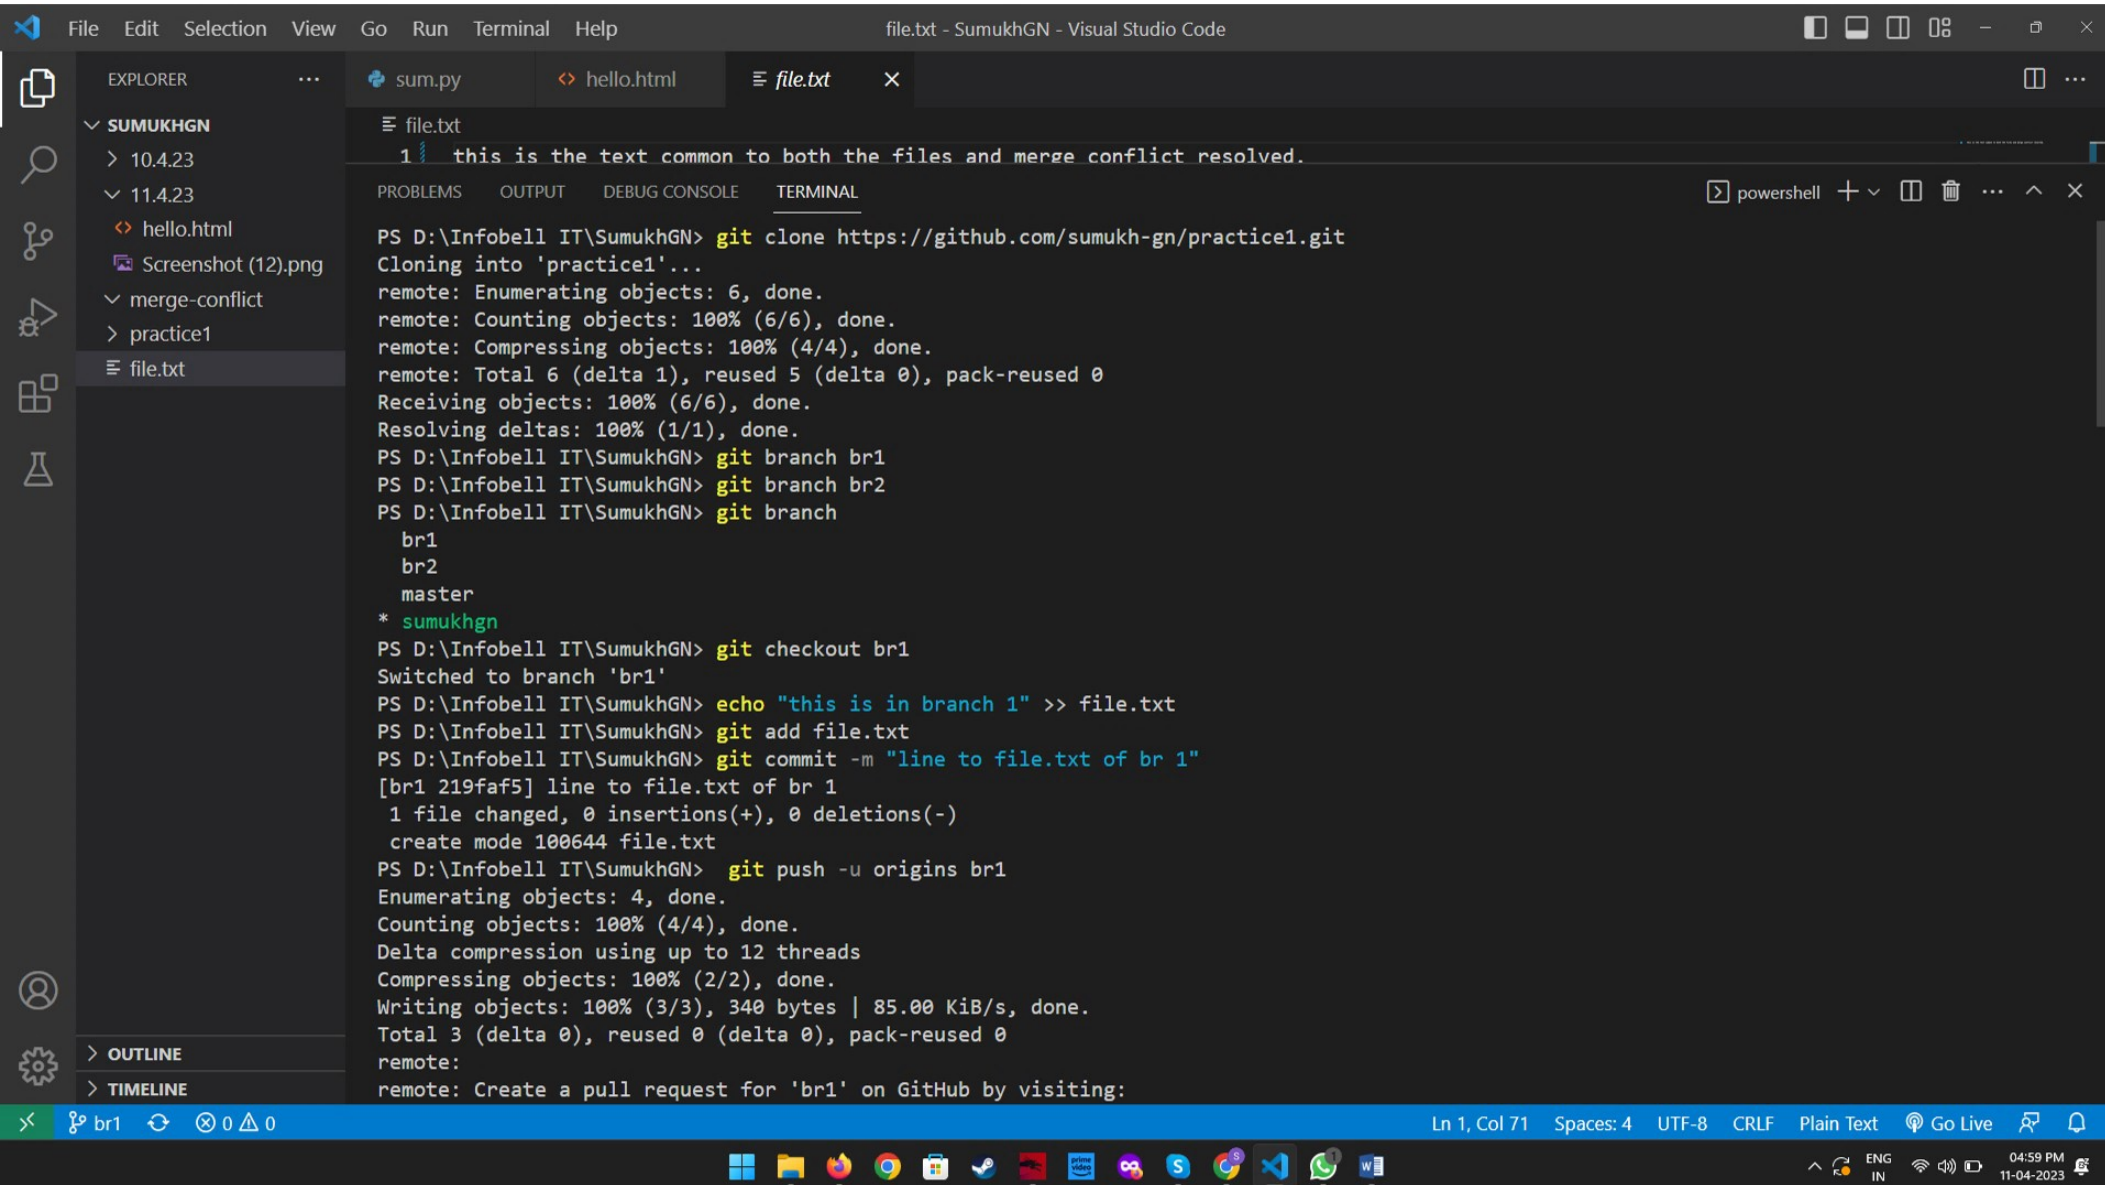 File Edit Selection View Go Run Terminal Help
file.txt - SumukhGN - Visual Studio Code
EXPLORER
SUMUKHGN
10.4.23
11.4.23
hello.html
Screenshot (12).png
merge-conflict
practice1
file.txt
OUTLINE
TIMELINE
sum.py
hello.html
file.txt
file.txt
1 this is the text common to both the files and merge conflict resolved.
PROBLEMS OUTPUT DEBUG CONSOLE TERMINAL
powershell
PS D:\Infobell IT\SumukhGN> git clone https://github.com/sumukh-gn/practice1.git
Cloning into 'practice1'...
remote: Enumerating objects: 6, done.
remote: Counting objects: 100% (6/6), done.
remote: Compressing objects: 100% (4/4), done.
remote: Total 6 (delta 1), reused 5 (delta 0), pack-reused 0
Receiving objects: 100% (6/6), done.
Resolving deltas: 100% (1/1), done.
PS D:\Infobell IT\SumukhGN> git branch br1
PS D:\Infobell IT\SumukhGN> git branch br2
PS D:\Infobell IT\SumukhGN> git branch
br1
br2
master
* sumukhgn
PS D:\Infobell IT\SumukhGN> git checkout br1
Switched to branch 'br1'
PS D:\Infobell IT\SumukhGN> echo "this is in branch 1" >> file.txt
PS D:\Infobell IT\SumukhGN> git add file.txt
PS D:\Infobell IT\SumukhGN> git commit -m "line to file.txt of br 1"
[br1 219faf5] line to file.txt of br 1
1 file changed, 0 insertions(+), 0 deletions(-)
create mode 100644 file.txt
PS D:\Infobell IT\SumukhGN>  git push -u origins br1
Enumerating objects: 4, done.
Counting objects: 100% (4/4), done.
Delta compression using up to 12 threads
Compressing objects: 100% (2/2), done.
Writing objects: 100% (3/3), 340 bytes | 85.00 KiB/s, done.
Total 3 (delta 0), reused 0 (delta 0), pack-reused 0
remote:
remote: Create a pull request for 'br1' on GitHub by visiting:
br1 0 0
Ln 1, Col 71 Spaces: 4 UTF-8 CRLF Plain Text Go Live
prime video
S
S
1
W
ENG
IN
04:59 PM
11-04-2023